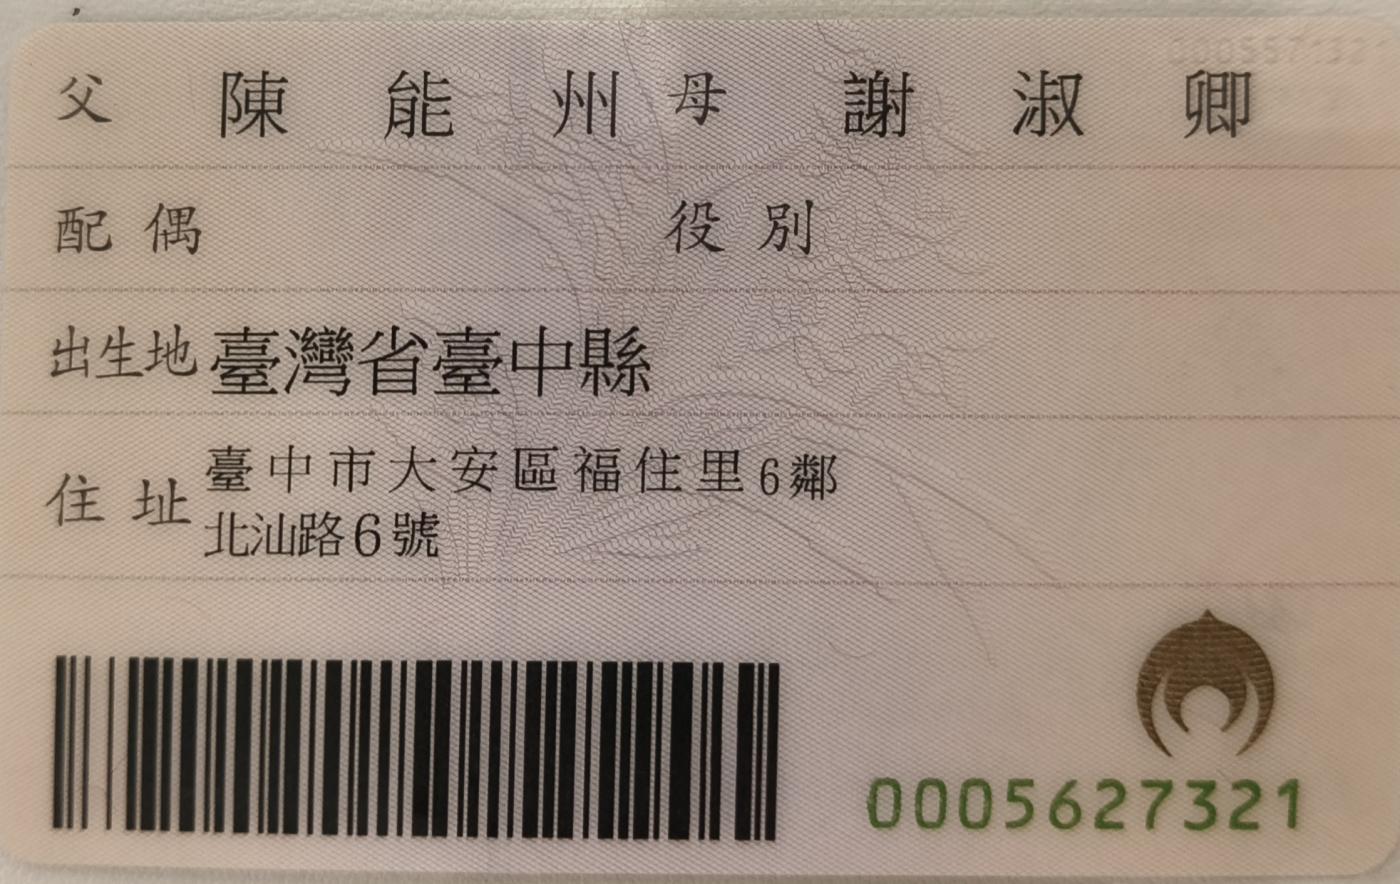 父 陳能州 母 謝淑卿
配偶 役別
出生地 臺灣省臺中縣
住址 臺中市大安區福住里6鄰
北汕路6號
0005627321